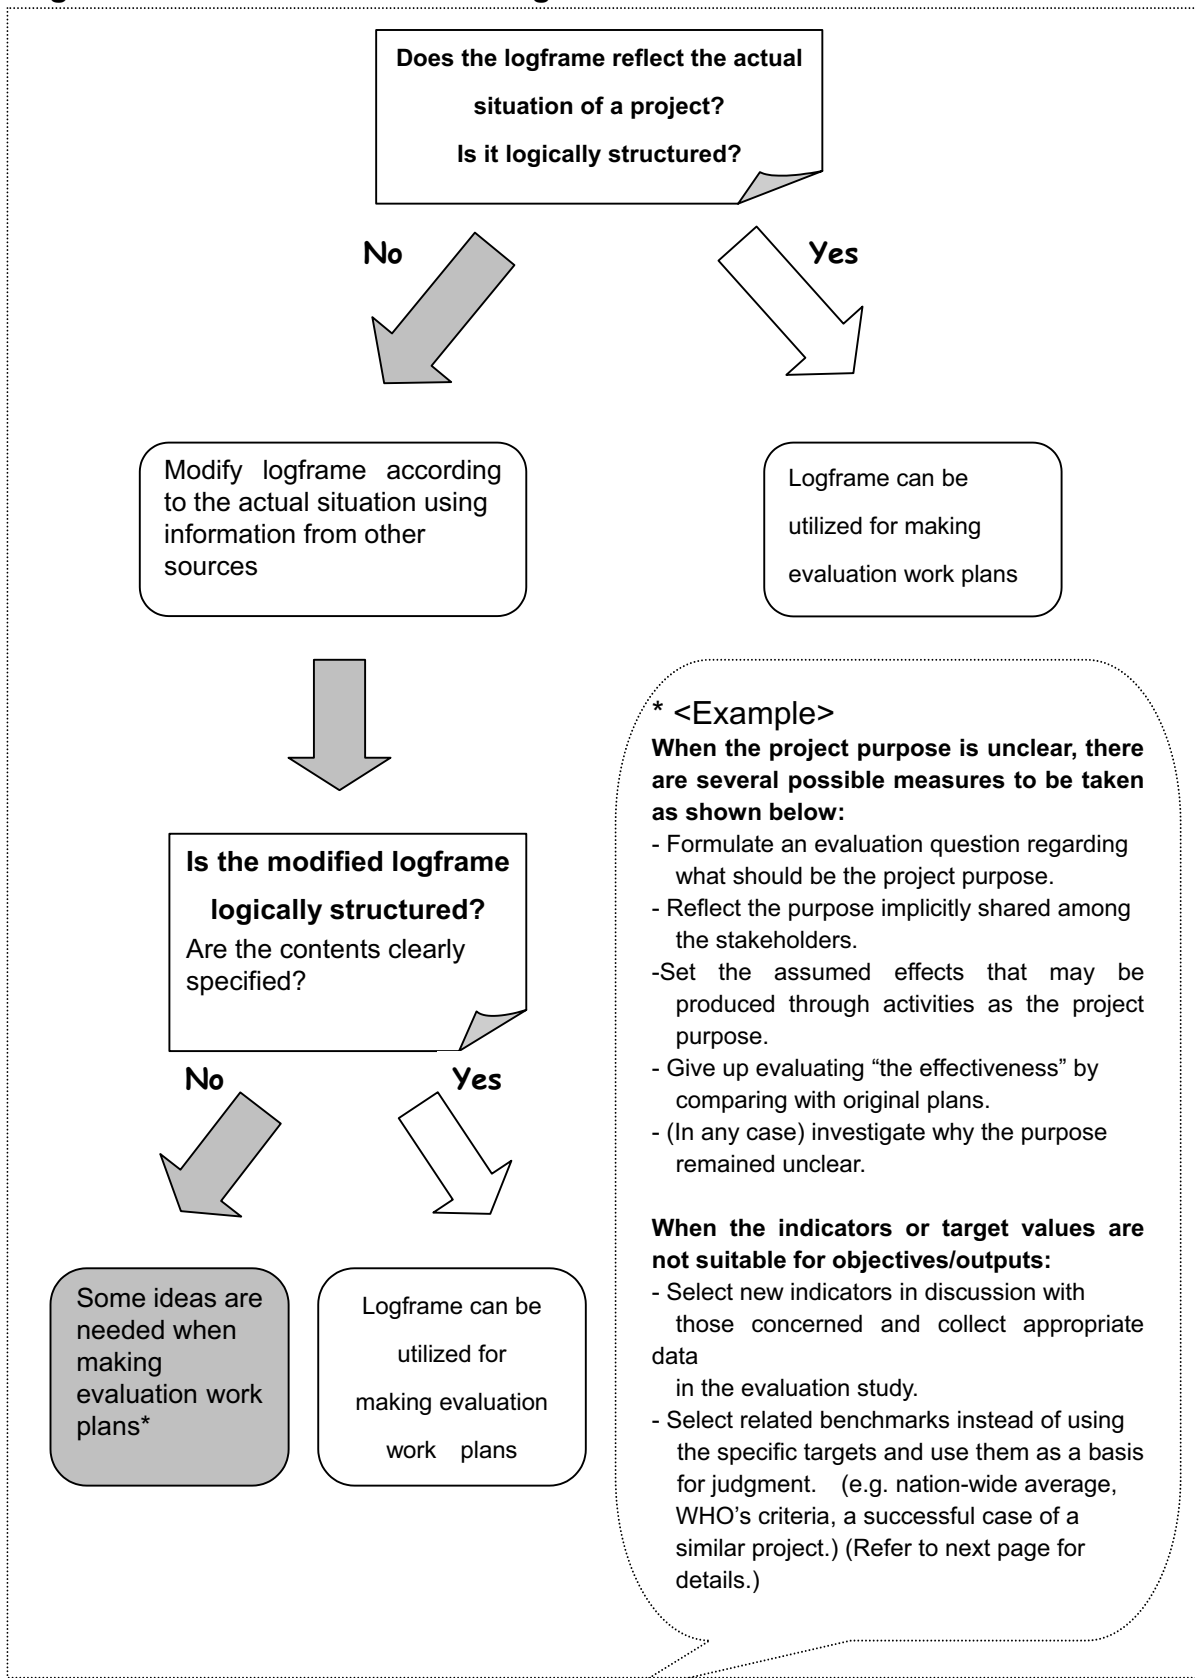 Does the logframe reflect the actual
situation of a project?
Is it logically structured?
No
Yes
Modify logframe according
to the actual situation using
information from other
sources
Logframe can be
utilized for making
evaluation work plans
Is the modified logframe
logically structured?
Are the contents clearly
specified?
No
Yes
Some ideas are
needed when
making
evaluation work
plans*
Logframe can be
utilized for
making evaluation
work plans
* <Example>
When the project purpose is unclear, there
are several possible measures to be taken
as shown below:
- Formulate an evaluation question regarding
what should be the project purpose.
- Reflect the purpose implicitly shared among
the stakeholders.
-Set the assumed effects that may be
produced through activities as the project
purpose.
- Give up evaluating “the effectiveness” by
comparing with original plans.
- (In any case) investigate why the purpose
remained unclear.
When the indicators or target values are
not suitable for objectives/outputs:
- Select new indicators in discussion with
those concerned and collect appropriate
data
in the evaluation study.
- Select related benchmarks instead of using
the specific targets and use them as a basis
for judgment. (e.g. nation-wide average,
WHO’s criteria, a successful case of a
similar project.) (Refer to next page for
details.)